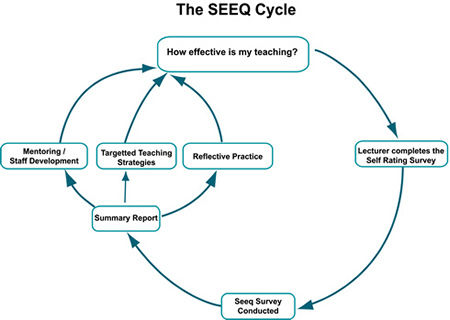 The SEEQ Cycle
How effective is my teaching?
Mentoring /
Staff Development
Targetted Teaching
Strategies
Reflective Practice
Lecturer completes the
Self Rating Survey
Summary Report
Seeq Survey
Conducted